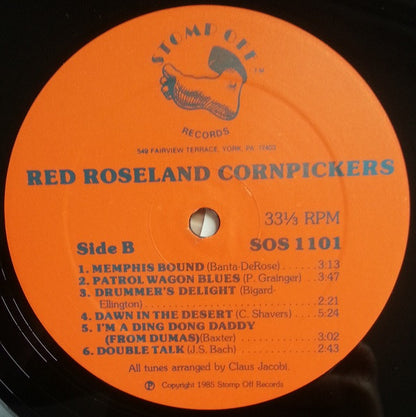 STOMP OFF
RECORDS
549 FAIRVIEW TERRACE, YORK, PA 17403
RED ROSELAND CORNPICKERS
33⅓ RPM
Side B SOS 1101
1. MEMPHIS BOUND (Banta-DeRose) ...... 3:13
2. PATROL WAGON BLUES (P. Grainger) .. 3:47
3. DRUMMER'S DELIGHT (Bigard-
Ellington) ...... 2:21
4. DAWN IN THE DESERT (C. Shavers) .. 5:24
5. I'M A DING DONG DADDY
(FROM DUMAS) (Baxter) ...... 3:02
6. DOUBLE TALK (J.S. Bach) ...... 2:43
All tunes arranged by Claus Jacobi.
℗ Copyright 1985 Stomp Off Records